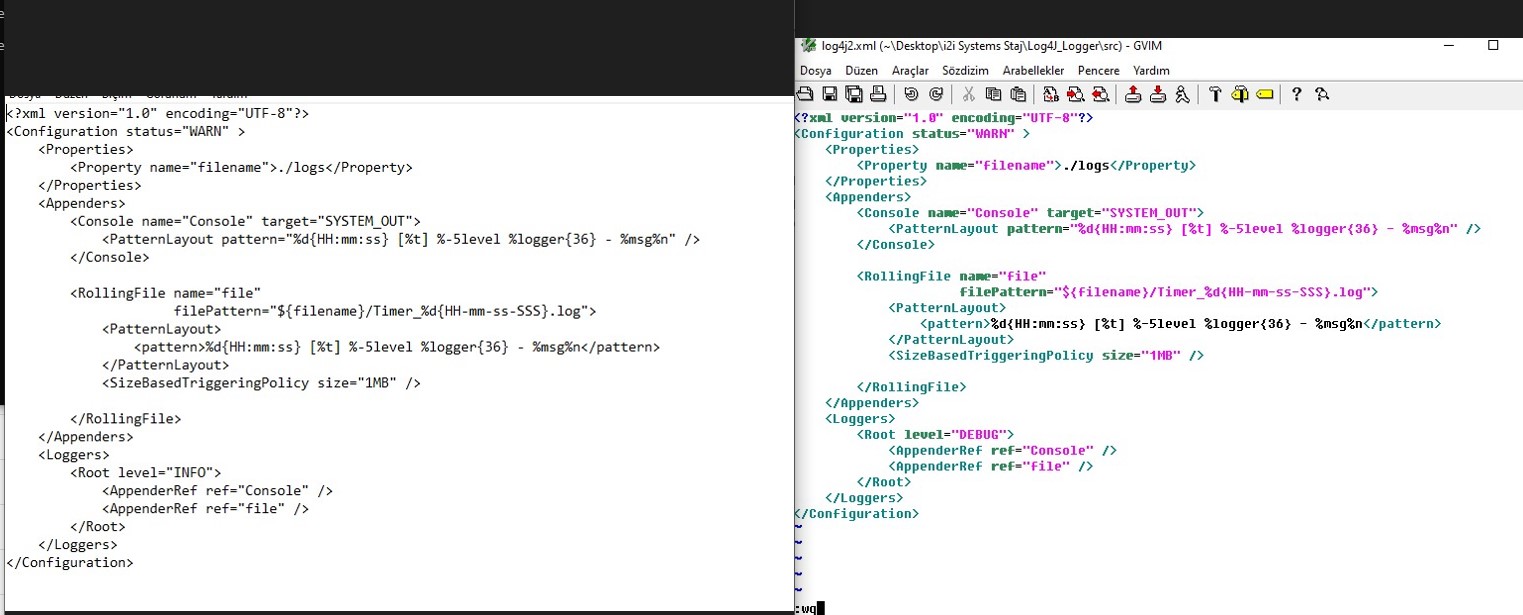 Dosya Düzen Biçim Görünüm Yardım
<?xml version="1.0" encoding="UTF-8"?>
<Configuration status="WARN" >
    <Properties>
        <Property name="filename">./logs</Property>
    </Properties>
    <Appenders>
        <Console name="Console" target="SYSTEM_OUT">
            <PatternLayout pattern="%d{HH:mm:ss} [%t] %-5level %logger{36} - %msg%n" />
        </Console>

        <RollingFile name="file"
                     filePattern="${filename}/Timer_%d{HH-mm-ss-SSS}.log">
            <PatternLayout>
                <pattern>%d{HH:mm:ss} [%t] %-5level %logger{36} - %msg%n</pattern>
            </PatternLayout>
            <SizeBasedTriggeringPolicy size="1MB" />

        </RollingFile>
    </Appenders>
    <Loggers>
        <Root level="INFO">
            <AppenderRef ref="Console" />
            <AppenderRef ref="file" />
        </Root>
    </Loggers>
</Configuration>
log4j2.xml (~\Desktop\i2i Systems Staj\Log4J_Logger\src) - GVIM
Dosya Düzen Araçlar Sözdizim Arabellekler Pencere Yardım
<?xml version="1.0" encoding="UTF-8"?>
<Configuration status="WARN" >
    <Properties>
        <Property name="filename">./logs</Property>
    </Properties>
    <Appenders>
        <Console name="Console" target="SYSTEM_OUT">
            <PatternLayout pattern="%d{HH:mm:ss} [%t] %-5level %logger{36} - %msg%n" />
        </Console>

        <RollingFile name="file"
                     filePattern="${filename}/Timer_%d{HH-mm-ss-SSS}.log">
            <PatternLayout>
                <pattern>%d{HH:mm:ss} [%t] %-5level %logger{36} - %msg%n</pattern>
            </PatternLayout>
            <SizeBasedTriggeringPolicy size="1MB" />

        </RollingFile>
    </Appenders>
    <Loggers>
        <Root level="DEBUG">
            <AppenderRef ref="Console" />
            <AppenderRef ref="file" />
        </Root>
    </Loggers>
</Configuration>
~
~
~
~
~
:wq